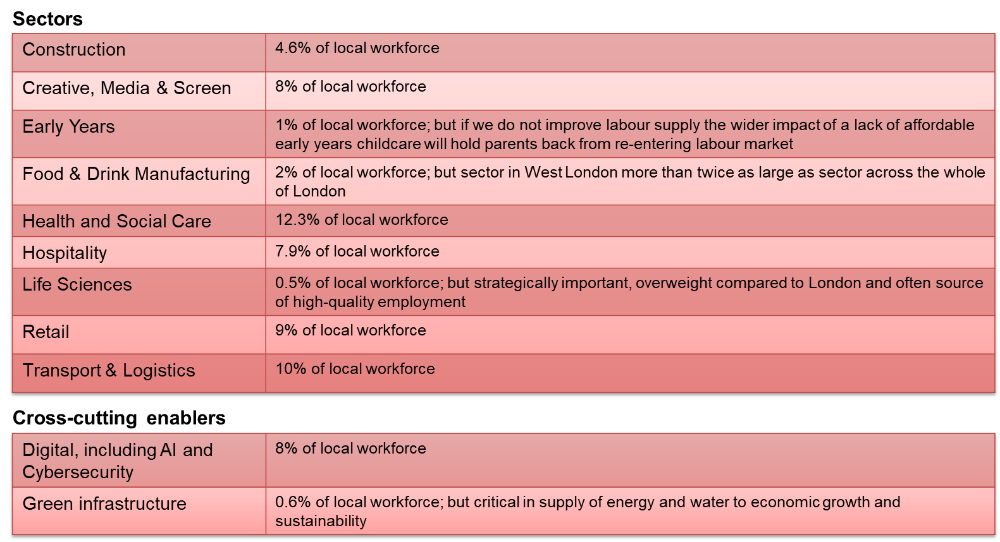 Sectors
Construction
4.6% of local workforce
Creative, Media & Screen
8% of local workforce
Early Years
1% of local workforce; but if we do not improve labour supply the wider impact of a lack of affordable
early years childcare will hold parents back from re-entering labour market
Food & Drink Manufacturing
2% of local workforce; but sector in West London more than twice as large as sector across the whole
of London
Health and Social Care
12.3% of local workforce
Hospitality
7.9% of local workforce
Life Sciences
0.5% of local workforce; but strategically important, overweight compared to London and often source
of high-quality employment
Retail
9% of local workforce
Transport & Logistics
10% of local workforce
Cross-cutting enablers
Digital, including AI and
Cybersecurity
8% of local workforce
Green infrastructure
0.6% of local workforce; but critical in supply of energy and water to economic growth and
sustainability